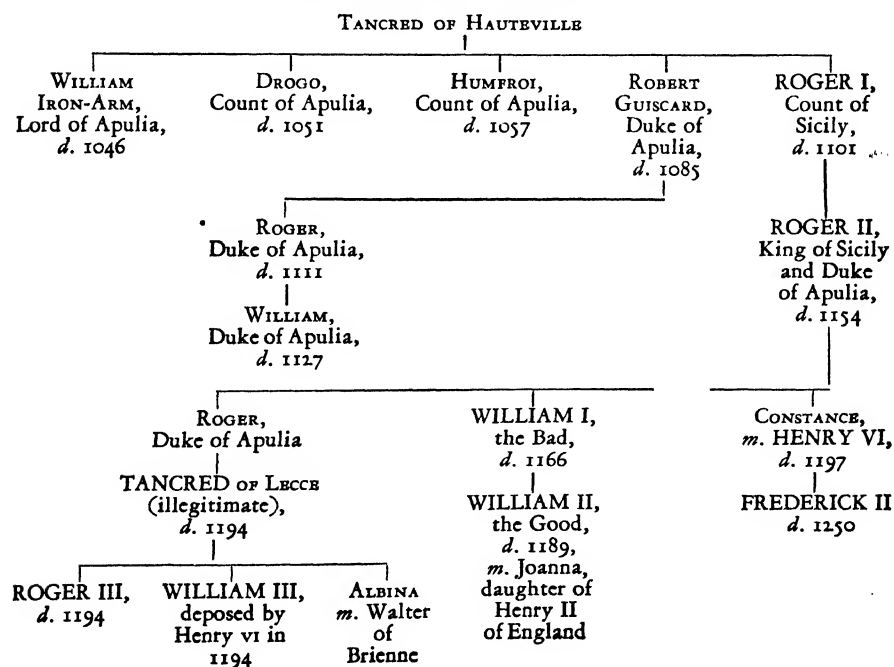 TANCRED OF HAUTEVILLE
WILLIAM
IRON-ARM,
Lord of Apulia,
d. 1046
DROGO,
Count of Apulia,
d. 1051
HUMFROI,
Count of Apulia,
d. 1057
ROBERT
GUISCARD,
Duke of
Apulia,
d. 1085
ROGER I,
Count of
Sicily,
d. 1101
ROGER,
Duke of Apulia,
d. 1111
WILLIAM,
Duke of Apulia,
d. 1127
ROGER II,
King of Sicily
and Duke
of Apulia,
d. 1154
ROGER,
Duke of Apulia
TANCRED OF LECCE
(illegitimate),
d. 1194
WILLIAM I,
the Bad,
d. 1166
WILLIAM II,
the Good,
d. 1189,
m. Joanna,
daughter of
Henry II
of England
CONSTANCE,
m. HENRY VI,
d. 1197
FREDERICK II
d. 1250
ROGER III,
d. 1194
WILLIAM III,
deposed by
Henry VI in
1194
ALBINA
m. Walter
of
Brienne